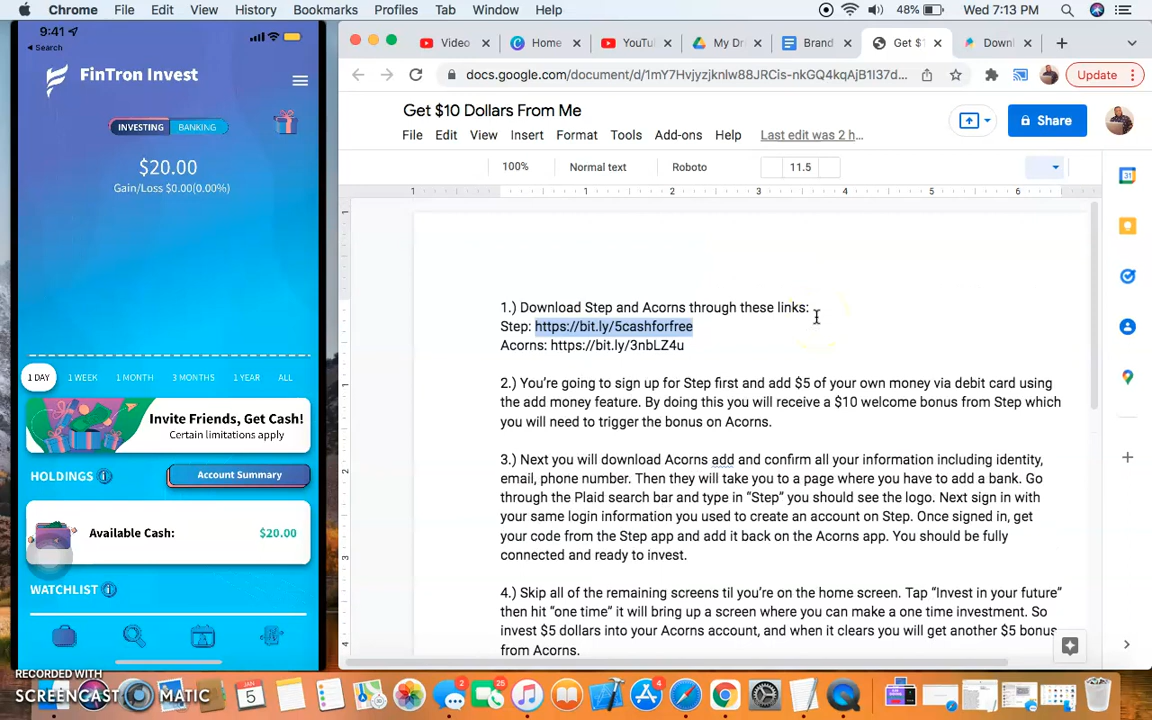 Chrome File Edit View History Bookmarks Profiles Tab Window Help 48% Wed 7:13 PM
9:41
Search
FinTron Invest
INVESTING BANKING
$20.00
Gain/Loss $0.00(0.00%)
1 DAY 1 WEEK 1 MONTH 3 MONTHS 1 YEAR ALL
Invite Friends, Get Cash!
Certain limitations apply
HOLDINGS Account Summary
Available Cash: $20.00
WATCHLIST
Video Home YouTu My Dr Brand Get $1 Downl
docs.google.com/document/d/1mY7Hvjyzjknlw88JRCis-nkGQ4kqAjB1l37d... Update
Get $10 Dollars From Me
File Edit View Insert Format Tools Add-ons Help Last edit was 2 h...
Share
100% Normal text Roboto 11.5
1 1 2 3 4 5 6
1.) Download Step and Acorns through these links:
Step: https://bit.ly/5cashforfree
Acorns: https://bit.ly/3nbLZ4u
2.) You're going to sign up for Step first and add $5 of your own money via debit card using
the add money feature. By doing this you will receive a $10 welcome bonus from Step which
you will need to trigger the bonus on Acorns.
3.) Next you will download Acorns add and confirm all your information including identity,
email, phone number. Then they will take you to a page where you have to add a bank. Go
through the Plaid search bar and type in “Step” you should see the logo. Next sign in with
your same login information you used to create an account on Step. Once signed in, get
your code from the Step app and add it back on the Acorns app. You should be fully
connected and ready to invest.
4.) Skip all of the remaining screens til you're on the home screen. Tap “Invest in your future”
then hit “one time” it will bring up a screen where you can make a one time investment. So
invest $5 dollars into your Acorns account, and when it clears you will get another $5 bonus
from Acorns.
RECORDED WITH
SCREENCAST MATIC
JAN
5
2
26
4